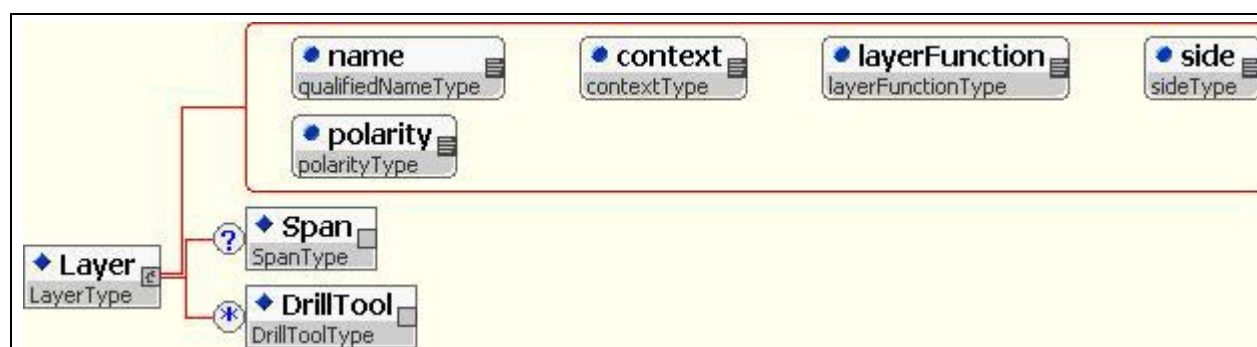 name
qualifiedNameType
context
contextType
layerFunction
layerFunctionType
side
sideType
polarity
polarityType
?
Span
SpanType
Layer
LayerType
*
DrillTool
DrillToolType